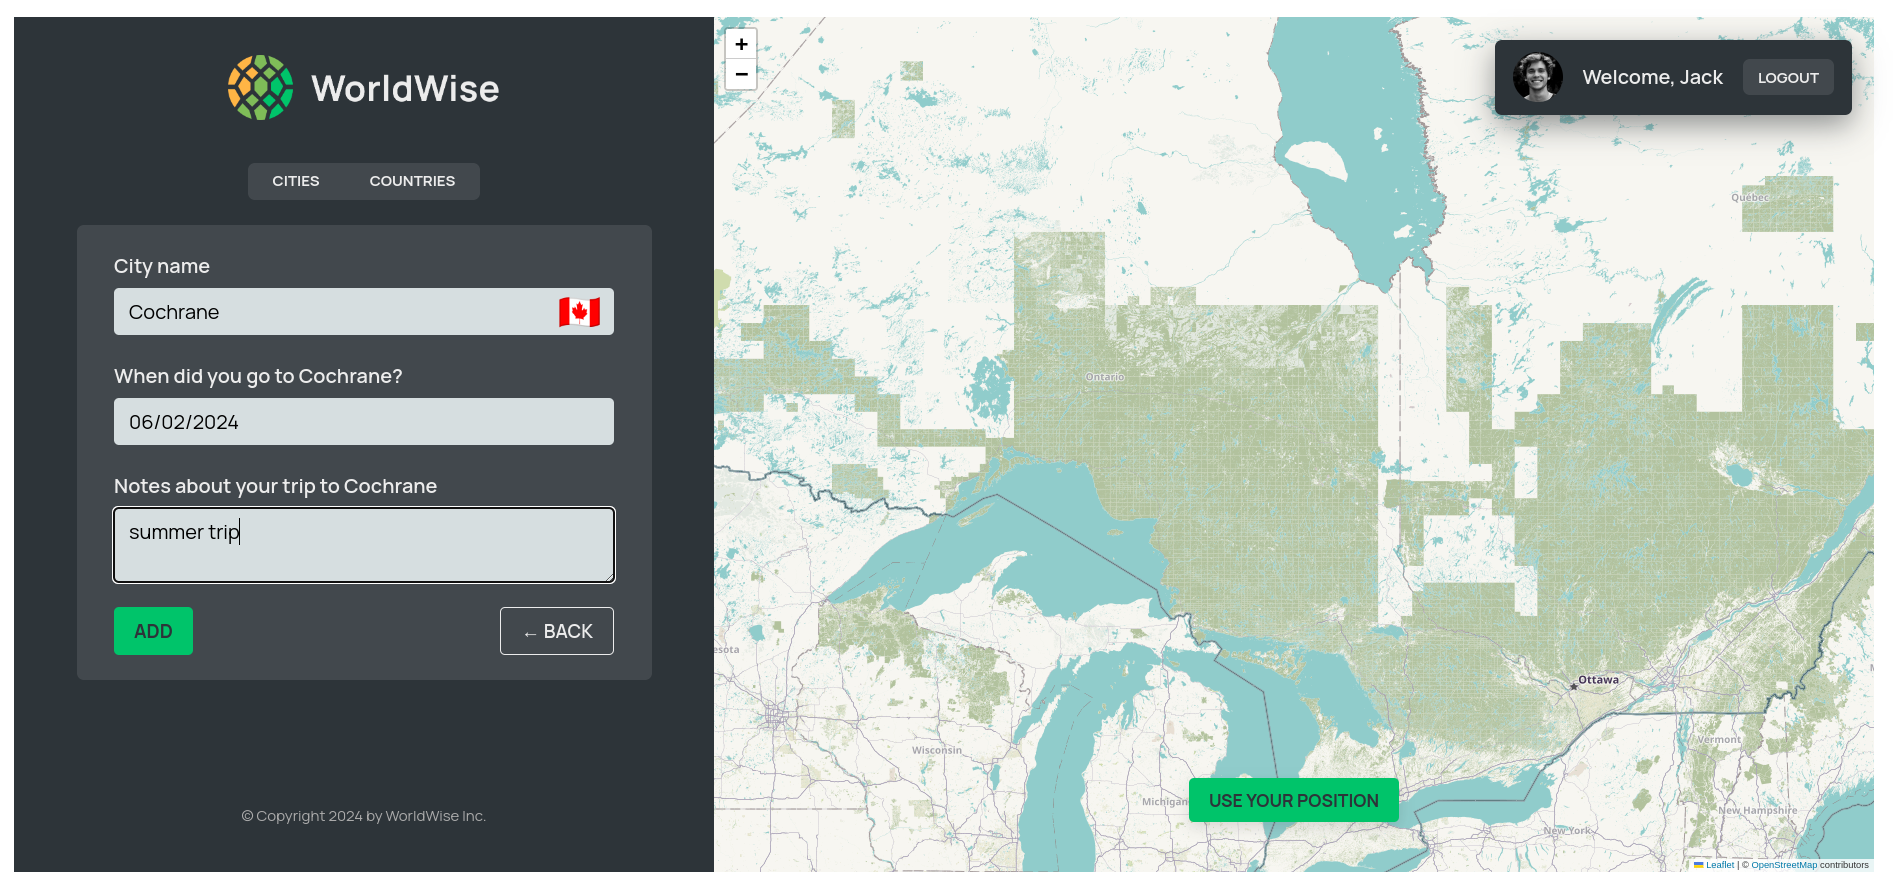 WorldWise
CITIES
COUNTRIES
City name
Cochrane
When did you go to Cochrane?
06/02/2024
Notes about your trip to Cochrane
summer trip
ADD
← BACK
© Copyright 2024 by WorldWise Inc.
+
−
Welcome, Jack
LOGOUT
Québec
Ontario
esota
Ottawa
Wisconsin
Vermont
Michigan
USE YOUR POSITION
New Hampshire
New York
Leaflet | © OpenStreetMap contributors